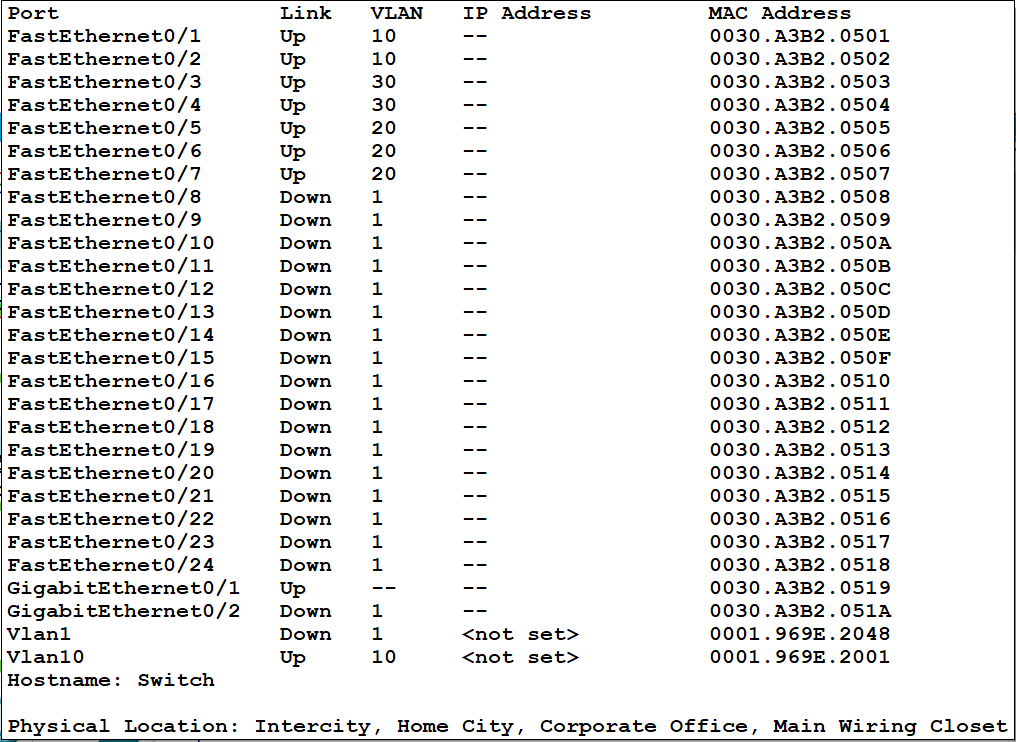 Port Link VLAN IP Address MAC Address
FastEthernet0/1 Up 10 -- 0030.A3B2.0501
FastEthernet0/2 Up 10 -- 0030.A3B2.0502
FastEthernet0/3 Up 30 -- 0030.A3B2.0503
FastEthernet0/4 Up 30 -- 0030.A3B2.0504
FastEthernet0/5 Up 20 -- 0030.A3B2.0505
FastEthernet0/6 Up 20 -- 0030.A3B2.0506
FastEthernet0/7 Up 20 -- 0030.A3B2.0507
FastEthernet0/8 Down 1 -- 0030.A3B2.0508
FastEthernet0/9 Down 1 -- 0030.A3B2.0509
FastEthernet0/10 Down 1 -- 0030.A3B2.050A
FastEthernet0/11 Down 1 -- 0030.A3B2.050B
FastEthernet0/12 Down 1 -- 0030.A3B2.050C
FastEthernet0/13 Down 1 -- 0030.A3B2.050D
FastEthernet0/14 Down 1 -- 0030.A3B2.050E
FastEthernet0/15 Down 1 -- 0030.A3B2.050F
FastEthernet0/16 Down 1 -- 0030.A3B2.0510
FastEthernet0/17 Down 1 -- 0030.A3B2.0511
FastEthernet0/18 Down 1 -- 0030.A3B2.0512
FastEthernet0/19 Down 1 -- 0030.A3B2.0513
FastEthernet0/20 Down 1 -- 0030.A3B2.0514
FastEthernet0/21 Down 1 -- 0030.A3B2.0515
FastEthernet0/22 Down 1 -- 0030.A3B2.0516
FastEthernet0/23 Down 1 -- 0030.A3B2.0517
FastEthernet0/24 Down 1 -- 0030.A3B2.0518
GigabitEthernet0/1 Up -- -- 0030.A3B2.0519
GigabitEthernet0/2 Down 1 -- 0030.A3B2.051A
Vlan1 Down 1 <not set> 0001.969E.2048
Vlan10 Up 10 <not set> 0001.969E.2001
Hostname: Switch
Physical Location: Intercity, Home City, Corporate Office, Main Wiring Closet